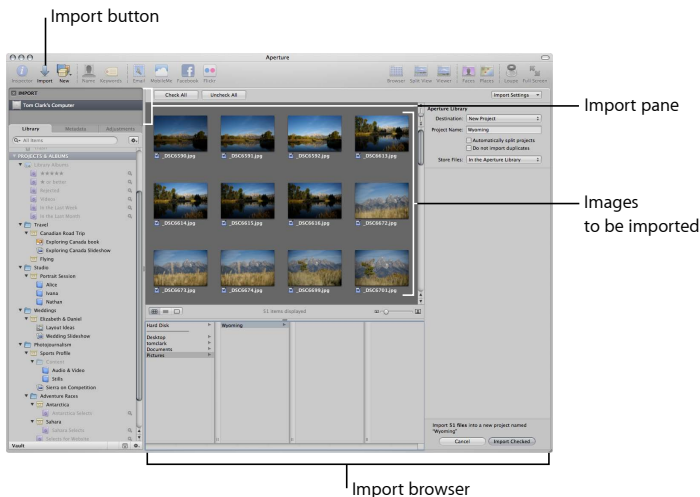 Import button
Aperture
Inspector Import New Name Keywords Email MobileMe Facebook Flickr Browser Split View Viewer Faces Places Loupe Full Screen
IMPORT
Check All Uncheck All Import Settings
Tom Clark's Computer
Aperture Library
Import pane
Destination: New Project
Project Name: Wyoming
Library Metadata Adjustments
Automatically split projects
All Items
Do not import duplicates
_DSC6590.jpg _DSC6591.jpg _DSC6592.jpg _DSC6613.jpg
Store Files: In the Aperture Library
PROJECTS & ALBUMS
Library Albums
★★★★★
★ or better
Rejected
Videos
In the Last Week
In the Last Month
Images
to be imported
_DSC6614.jpg _DSC6615.jpg _DSC6616.jpg _DSC6672.jpg
Travel
Canadian Road Trip
Exploring Canada book
Exploring Canada Slideshow
Flying
Studio
Portrait Session
Alice
Ivana
Nathan
_DSC6673.jpg _DSC6674.jpg _DSC6699.jpg _DSC6701.jpg
Weddings
51 items displayed
Elizabeth & Daniel
Layout Ideas
Wedding Slideshow
Hard Disk Wyoming
Desktop
tomclark
Documents
Pictures
Photojournalism
Sports Profile
Canyon
Audio & Video
Stills
Sierra on Competition
Adventure Races
Antarctica
Antarctica Selects
Sahara
Sahara Selects
Selects for Website
Vault
Import 51 files into a new project named
"Wyoming"
Cancel Import Checked
Import browser